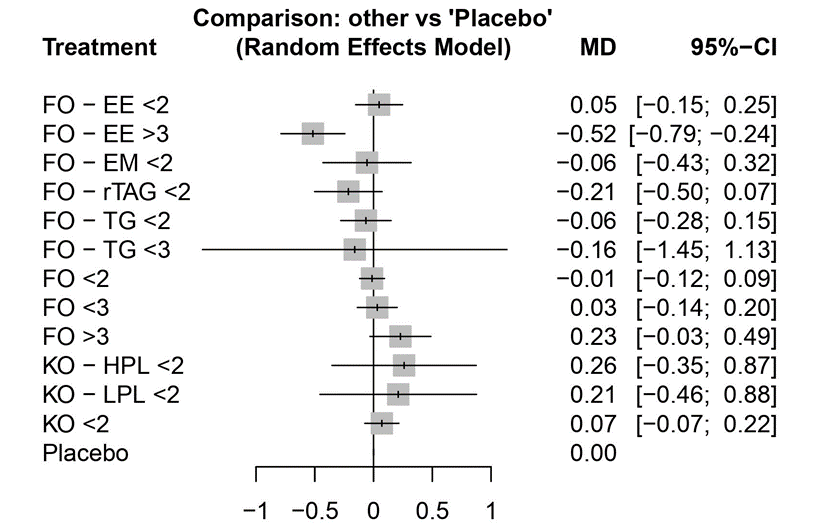 Comparison: other vs 'Placebo'
Treatment (Random Effects Model) MD 95%−CI
FO − EE <2 0.05 [−0.15; 0.25]
FO − EE >3 −0.52 [−0.79; −0.24]
FO − EM <2 −0.06 [−0.43; 0.32]
FO − rTAG <2 −0.21 [−0.50; 0.07]
FO − TG <2 −0.06 [−0.28; 0.15]
FO − TG <3 −0.16 [−1.45; 1.13]
FO <2 −0.01 [−0.12; 0.09]
FO <3 0.03 [−0.14; 0.20]
FO >3 0.23 [−0.03; 0.49]
KO − HPL <2 0.26 [−0.35; 0.87]
KO − LPL <2 0.21 [−0.46; 0.88]
KO <2 0.07 [−0.07; 0.22]
Placebo 0.00
−1 −0.5 0 0.5 1